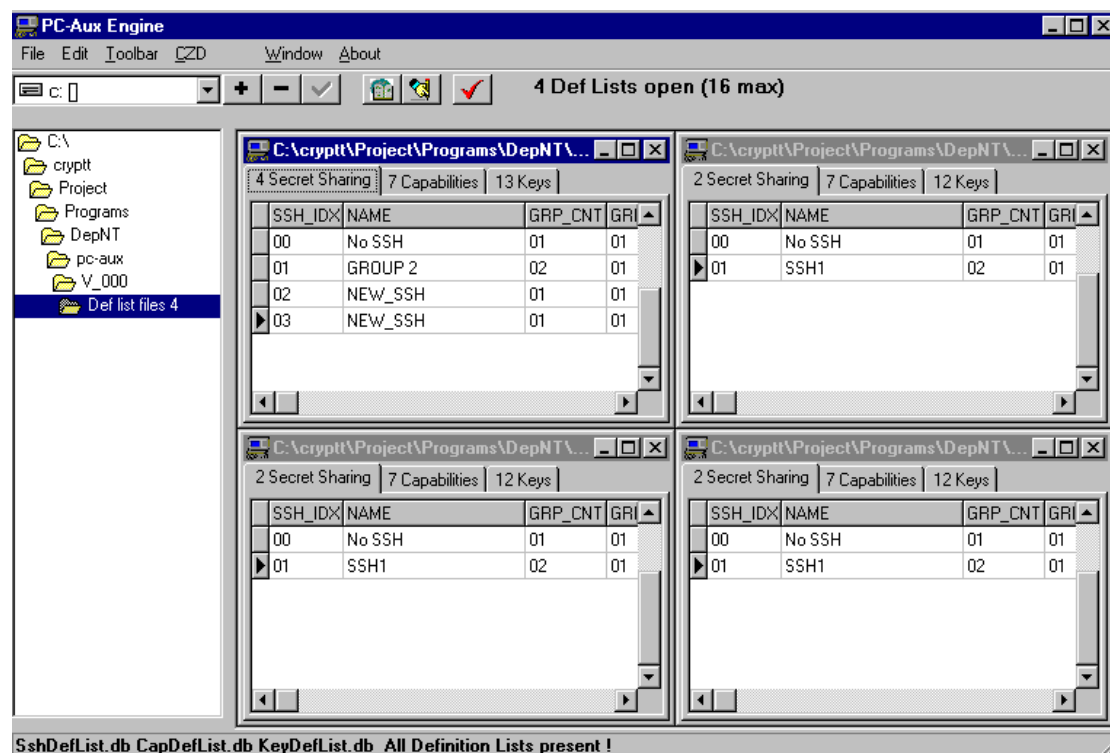 PC-Aux Engine
File Edit Toolbar CZD Window About
c: [] 4 Def Lists open (16 max)
C:\
cryptt
Project
Programs
DepNT
pc-aux
V_000
Def list files 4
C:\cryptt\Project\Programs\DepNT\...
4 Secret Sharing 7 Capabilities 13 Keys
SSH_IDX NAME GRP_CNT GRI
00 No SSH 01 01
01 GROUP 2 02 01
02 NEW_SSH 01 01
03 NEW_SSH 01 01
C:\cryptt\Project\Programs\DepNT\...
2 Secret Sharing 7 Capabilities 12 Keys
SSH_IDX NAME GRP_CNT GRI
00 No SSH 01 01
01 SSH1 02 01
C:\cryptt\Project\Programs\DepNT\...
2 Secret Sharing 7 Capabilities 12 Keys
SSH_IDX NAME GRP_CNT GRI
00 No SSH 01 01
01 SSH1 02 01
C:\cryptt\Project\Programs\DepNT\...
2 Secret Sharing 7 Capabilities 12 Keys
SSH_IDX NAME GRP_CNT GRI
00 No SSH 01 01
01 SSH1 02 01
SshDefList.db CapDefList.db KeyDefList.db All Definition Lists present !